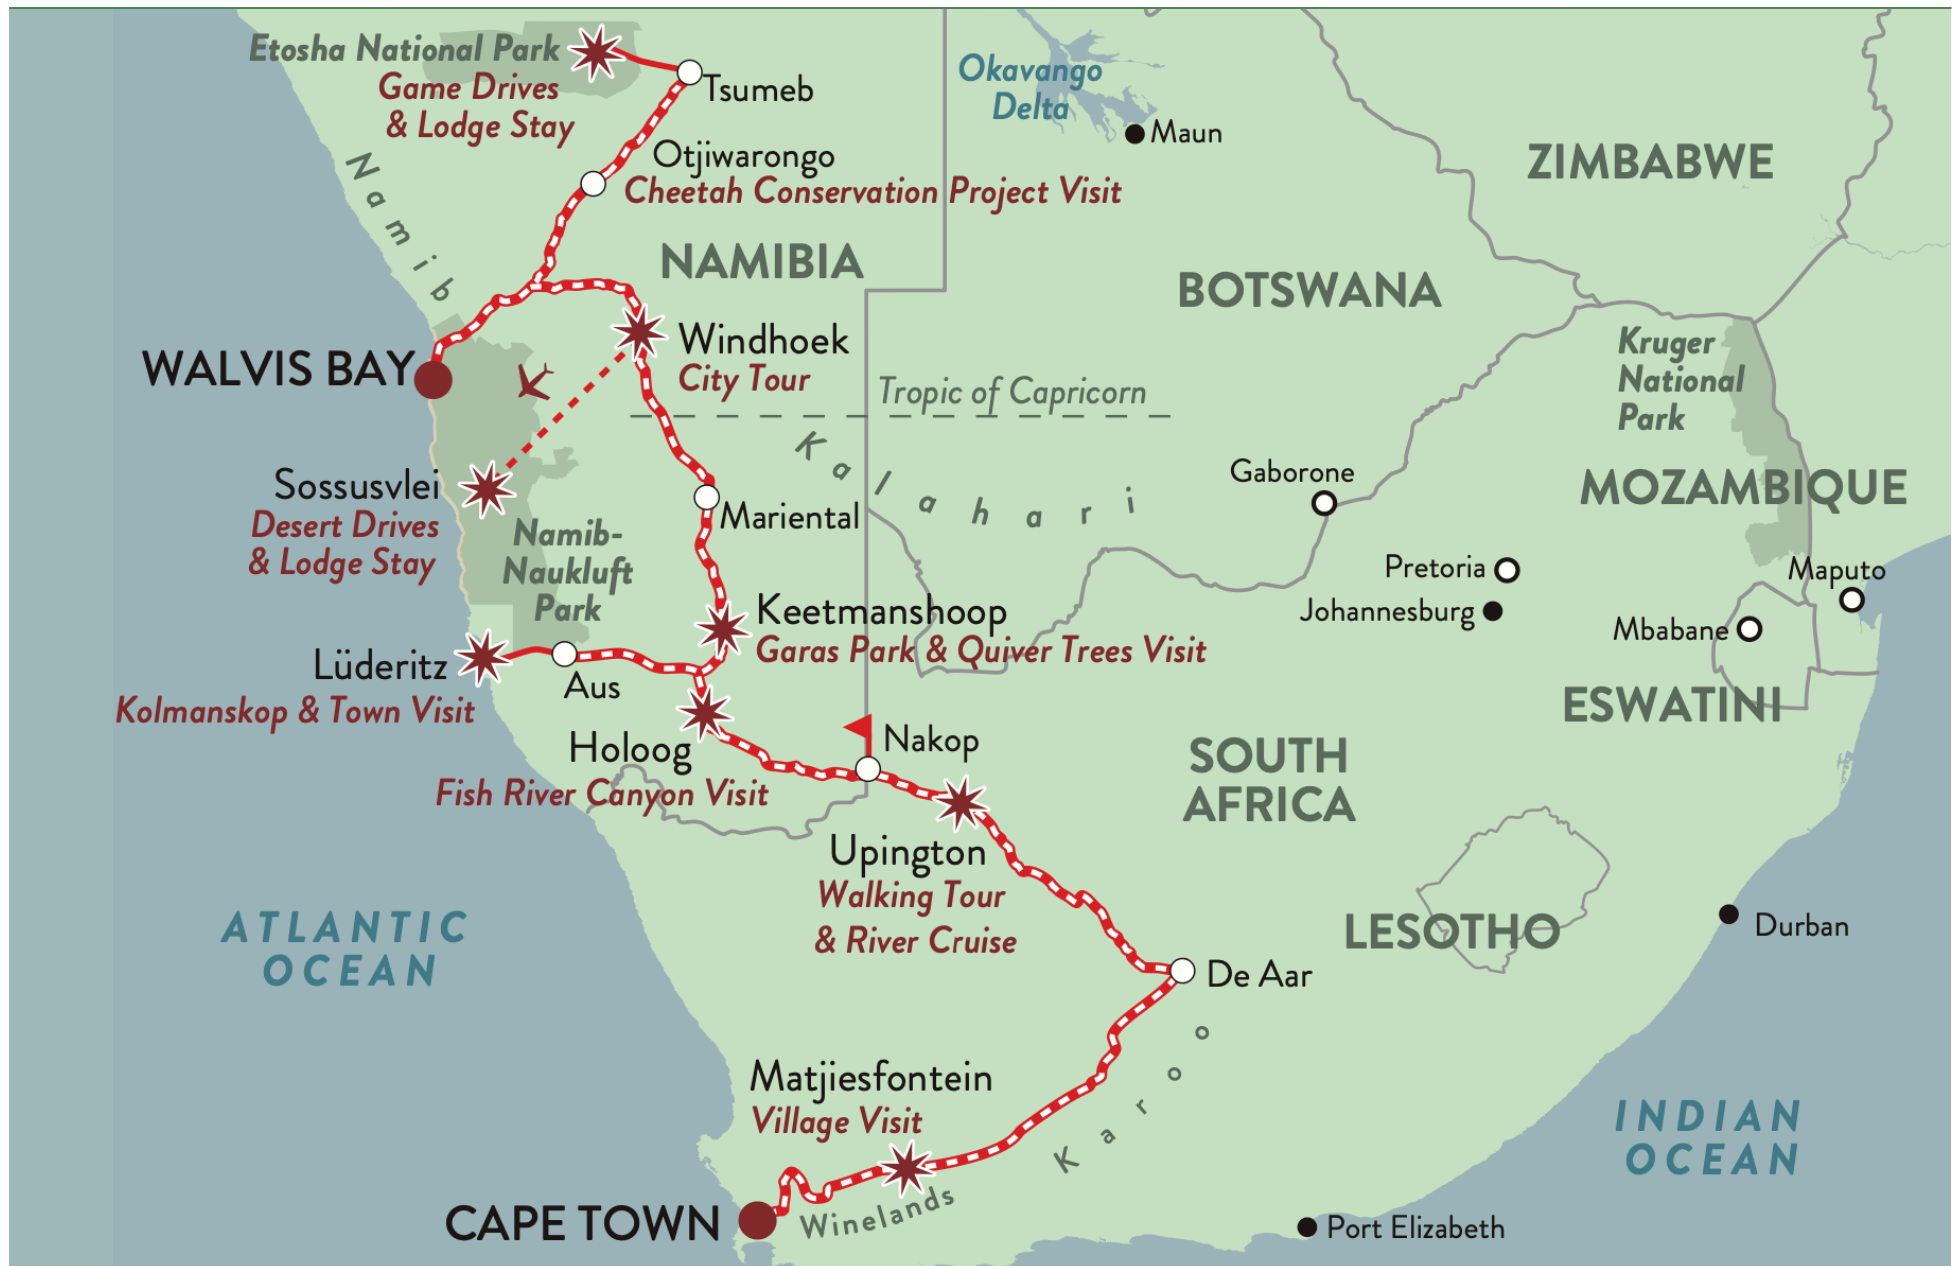 Etosha National Park
Game Drives
& Lodge Stay
Tsumeb
Okavango
Delta
Maun
Otjiwarongo
Cheetah Conservation Project Visit
ZIMBABWE
Namib
NAMIBIA
BOTSWANA
WALVIS BAY
Windhoek
City Tour
Tropic of Capricorn
Kruger
National
Park
Kalahari
Sossusvlei
Desert Drives
& Lodge Stay
Mariental
Gaborone
MOZAMBIQUE
Namib-
Naukluft
Park
Pretoria
Johannesburg
Maputo
Mbabane
Keetmanshoop
Garas Park & Quiver Trees Visit
Lüderitz
Kolmanskop & Town Visit
Aus
ESWATINI
Holoog
Fish River Canyon Visit
Nakop
SOUTH
AFRICA
Upington
Walking Tour
& River Cruise
LESOTHO
Durban
ATLANTIC
OCEAN
De Aar
Karoo
Matjiesfontein
Village Visit
INDIAN
OCEAN
CAPE TOWN
Winelands
Port Elizabeth